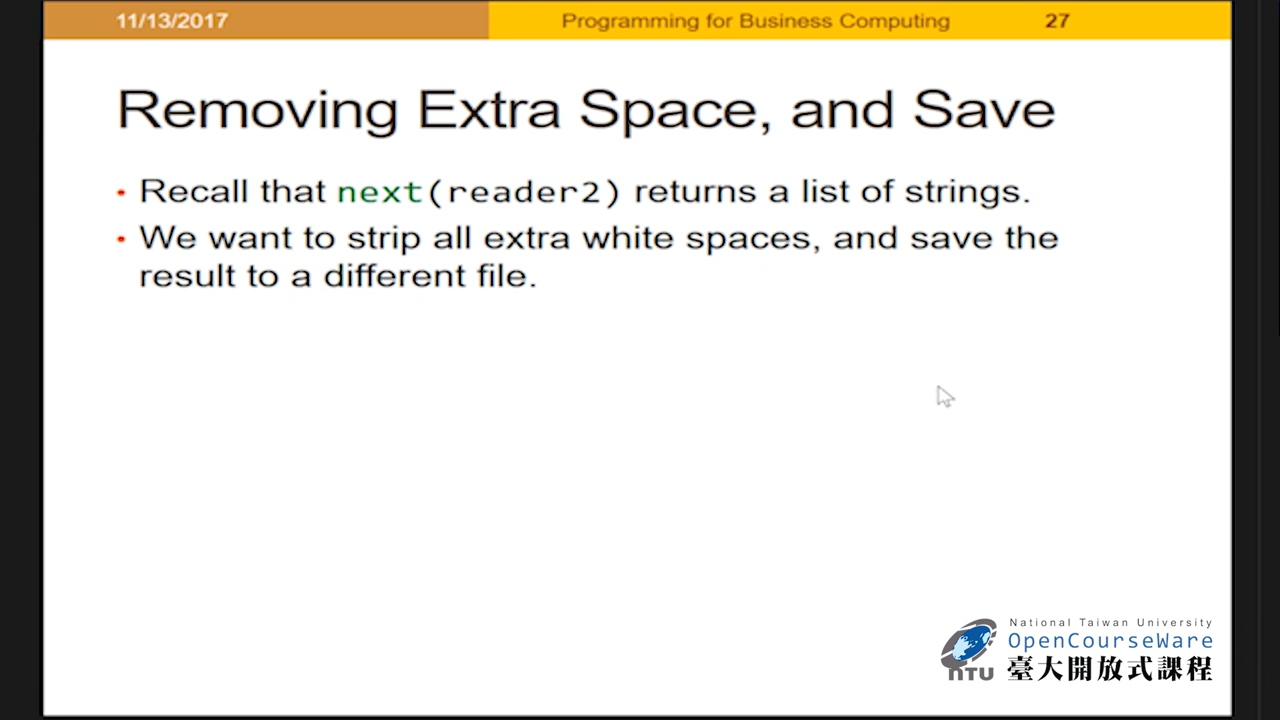 11/13/2017 Programming for Business Computing 27
Removing Extra Space, and Save
• Recall that next(reader2) returns a list of strings.
• We want to strip all extra white spaces, and save the
result to a different file.
National Taiwan University
OpenCourseWare
臺大開放式課程
NTU